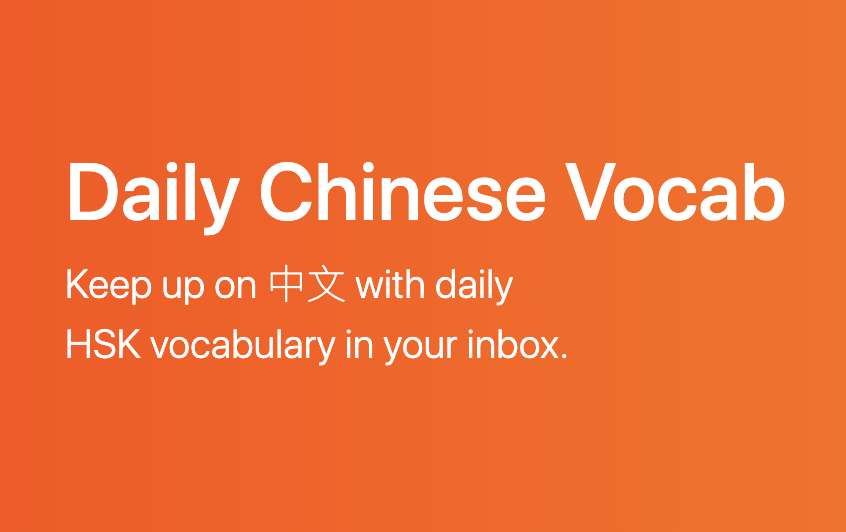 Daily Chinese Vocab
Keep up on 中文 with daily
HSK vocabulary in your inbox.